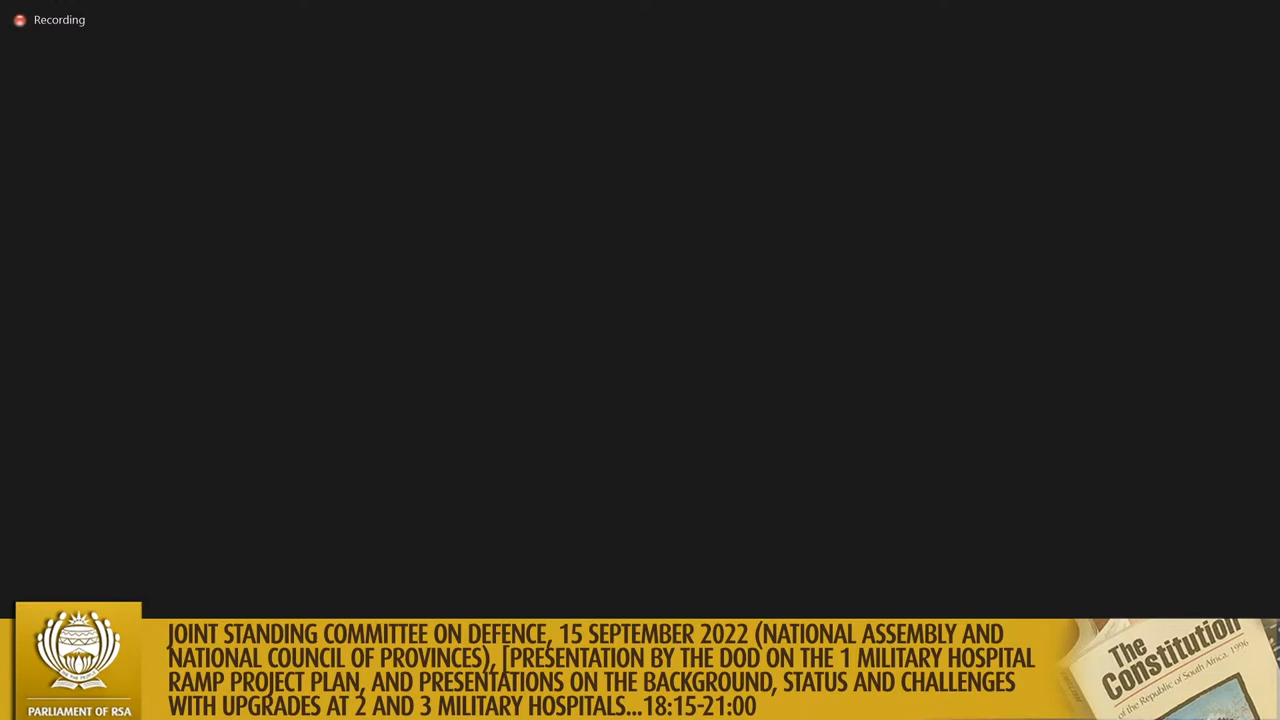 Recording
JOINT STANDING COMMITTEE ON DEFENCE, 15 SEPTEMBER 2022 (NATIONAL ASSEMBLY AND
NATIONAL COUNCIL OF PROVINCES), [PRESENTATION BY THE DOD ON THE 1 MILITARY HOSPITAL
RAMP PROJECT PLAN, AND PRESENTATIONS ON THE BACKGROUND, STATUS AND CHALLENGES
WITH UPGRADES AT 2 AND 3 MILITARY HOSPITALS...18:15-21:00
PARLIAMENT OF RSA
The
Constitution
of the Republic of South Africa, 1996